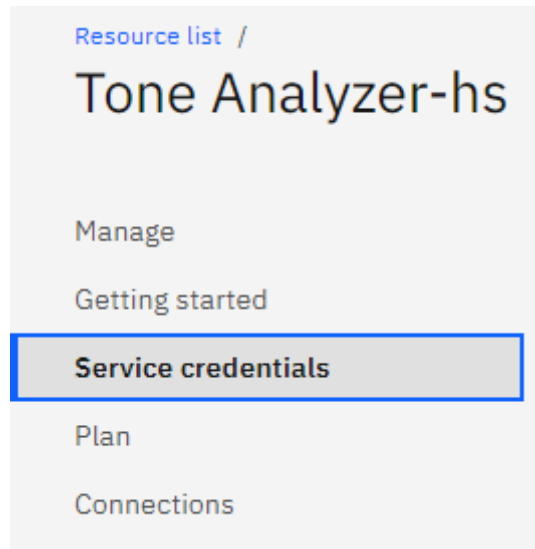 Resource list /
Tone Analyzer-hs
Manage
Getting started
Service credentials
Plan
Connections